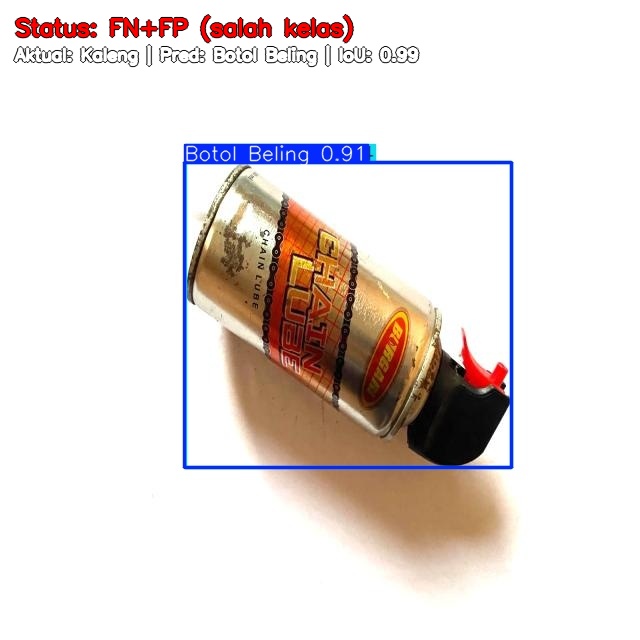 Status: FN+FP (salah kelas)
Aktual: Kaleng | Pred: Botol Beling | IoU: 0.99
Botol Beling 0.91
CHAIN LUBE
CHAIN
LUBE